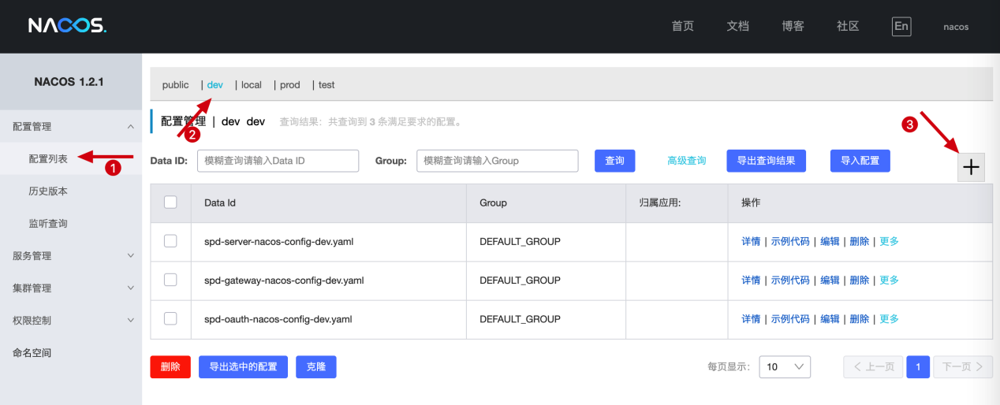 NACOS.
首页 文档 博客 社区 En nacos
NACOS 1.2.1
配置管理
配置列表
历史版本
监听查询
服务管理
集群管理
权限控制
命名空间
public | dev | local | prod | test
配置管理 | dev dev 查询结果：共查询到 3 条满足要求的配置。
1
2
3
Data ID: 模糊查询请输入Data ID Group: 模糊查询请输入Group 查询 高级查询 导出查询结果 导入配置
Data Id Group 归属应用: 操作
spd-server-nacos-config-dev.yaml DEFAULT_GROUP 详情 | 示例代码 | 编辑 | 删除 | 更多
spd-gateway-nacos-config-dev.yaml DEFAULT_GROUP 详情 | 示例代码 | 编辑 | 删除 | 更多
spd-oauth-nacos-config-dev.yaml DEFAULT_GROUP 详情 | 示例代码 | 编辑 | 删除 | 更多
删除 导出选中的配置 克隆 每页显示: 10 上一页 1 下一页